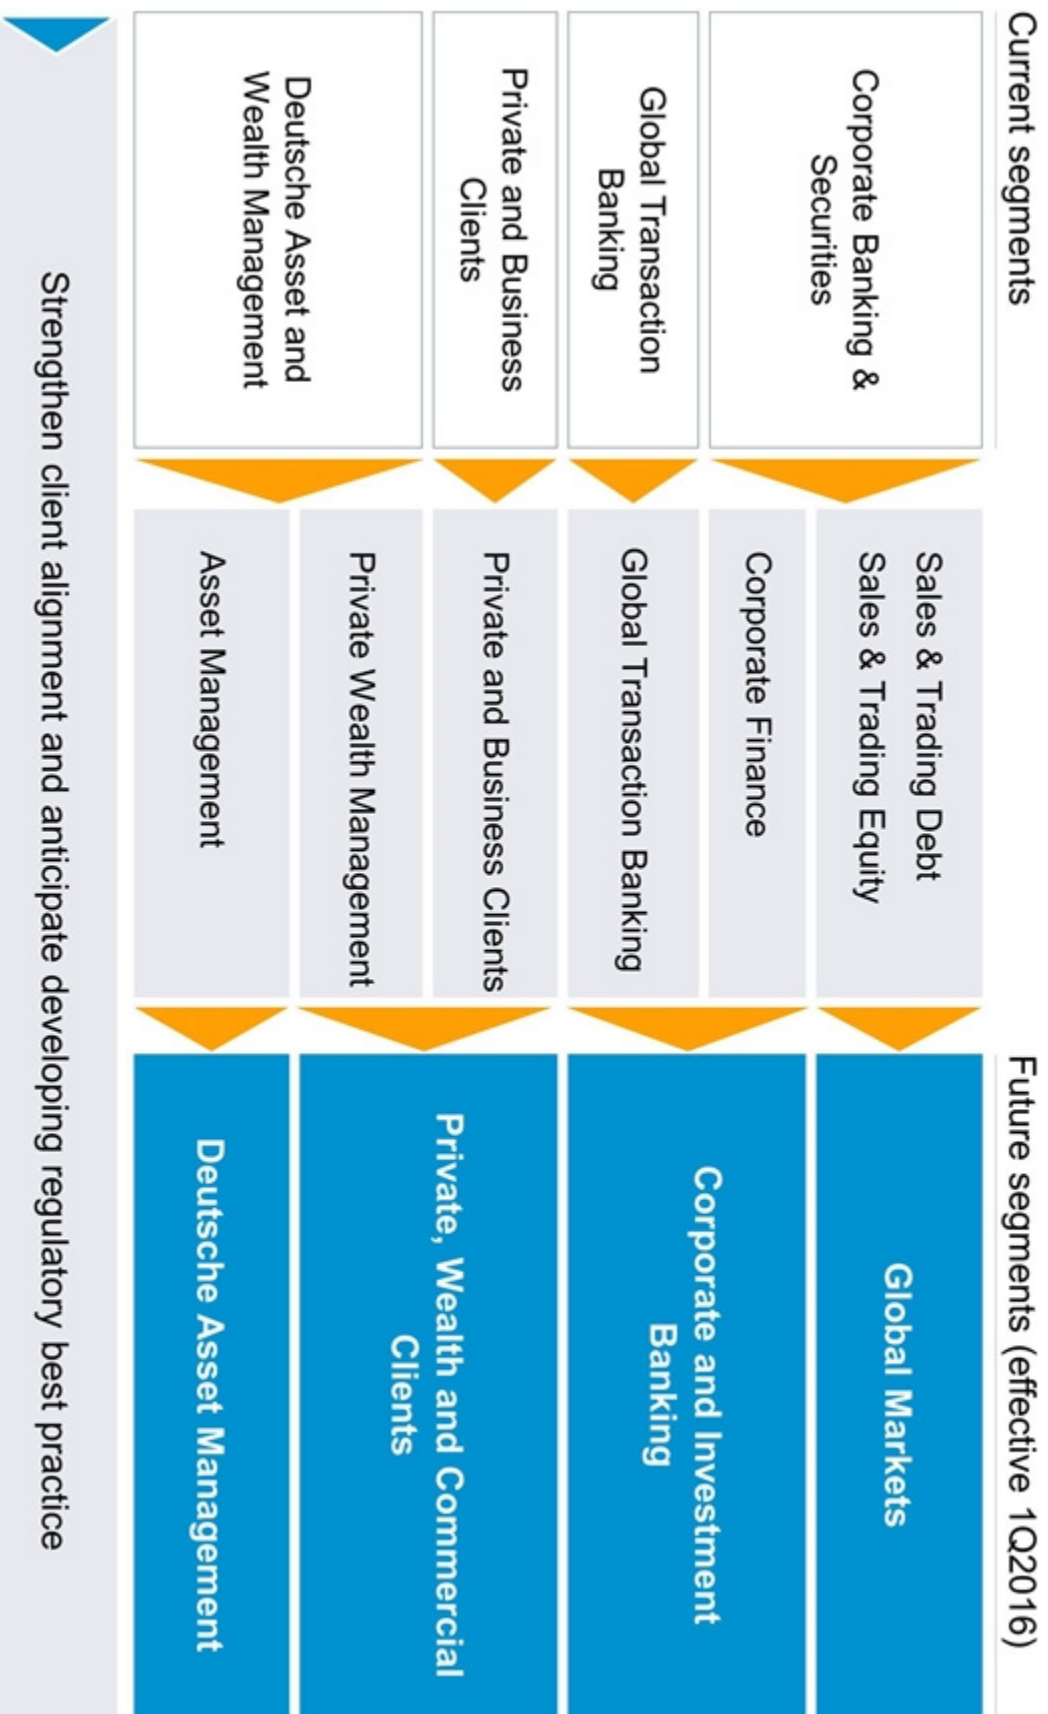 Current segments
Future segments (effective 1Q2016)
Corporate Banking &
Securities
Sales & Trading Debt
Sales & Trading Equity
Global Markets
Corporate Finance
Corporate and Investment
Banking
Global Transaction
Banking
Global Transaction Banking
Private and Business
Clients
Private and Business Clients
Private, Wealth and Commercial
Clients
Deutsche Asset and
Wealth Management
Private Wealth Management
Asset Management
Deutsche Asset Management
Strengthen client alignment and anticipate developing regulatory best practice